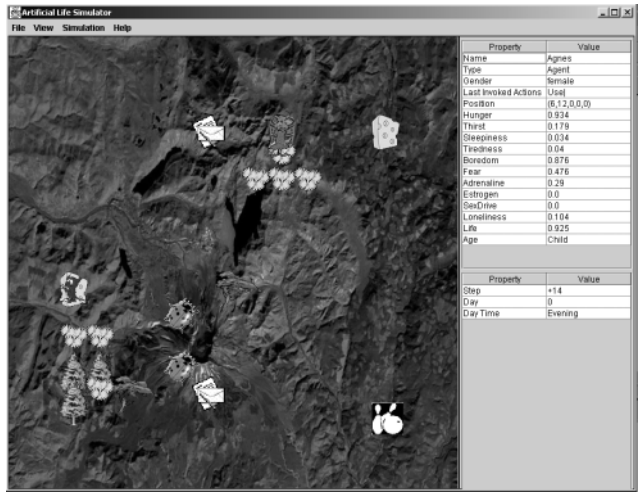 Artificial Life Simulator
File View Simulation Help
Property Value
Name Agnes
Type Agent
Gender female
Last Invoked Actions Use|
Position (6,12,0,0,0)
Hunger 0.934
Thirst 0.179
Sleepiness 0.034
Tiredness 0.04
Boredom 0.876
Fear 0.476
Adrenaline 0.29
Estrogen 0.0
SexDrive 0.0
Loneliness 0.104
Life 0.925
Age Child
Property Value
Step +14
Day 0
Day Time Evening